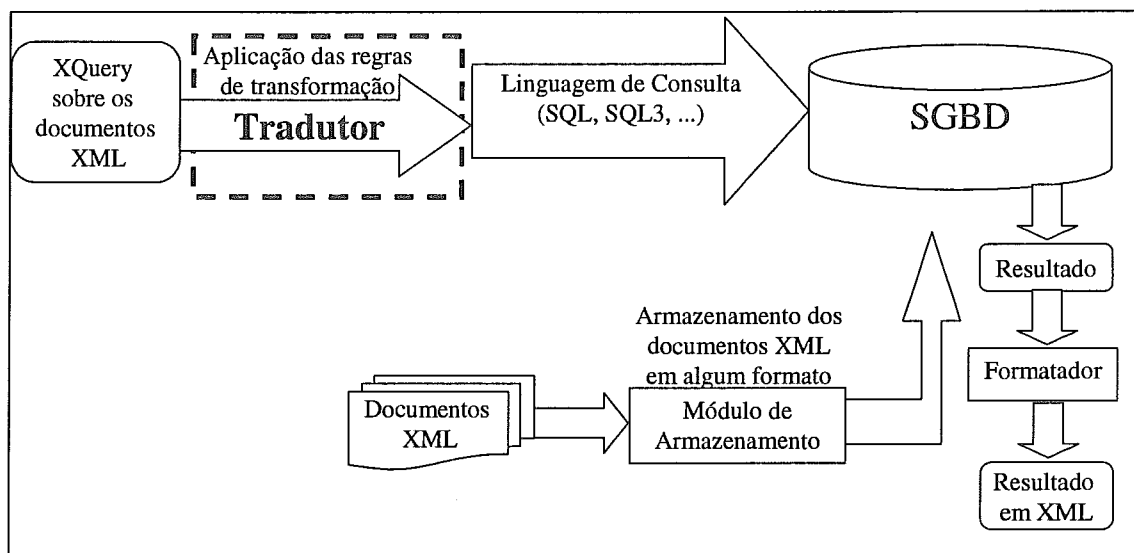 XQuery
sobre os
documentos
XML
Aplicação das regras
de transformação
Tradutor
Linguagem de Consulta
(SQL, SQL3, ...)
SGBD
Resultado
Formatador
Resultado
em XML
Armazenamento dos
documentos XML
em algum formato
Documentos
XML
Módulo de
Armazenamento